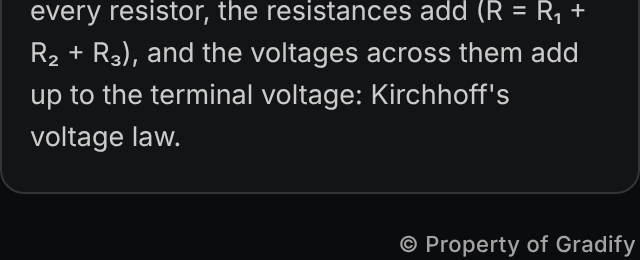 every resistor, the resistances add (R = R₁ +
R₂ + R₃), and the voltages across them add
up to the terminal voltage: Kirchhoff's
voltage law.
© Property of Gradify